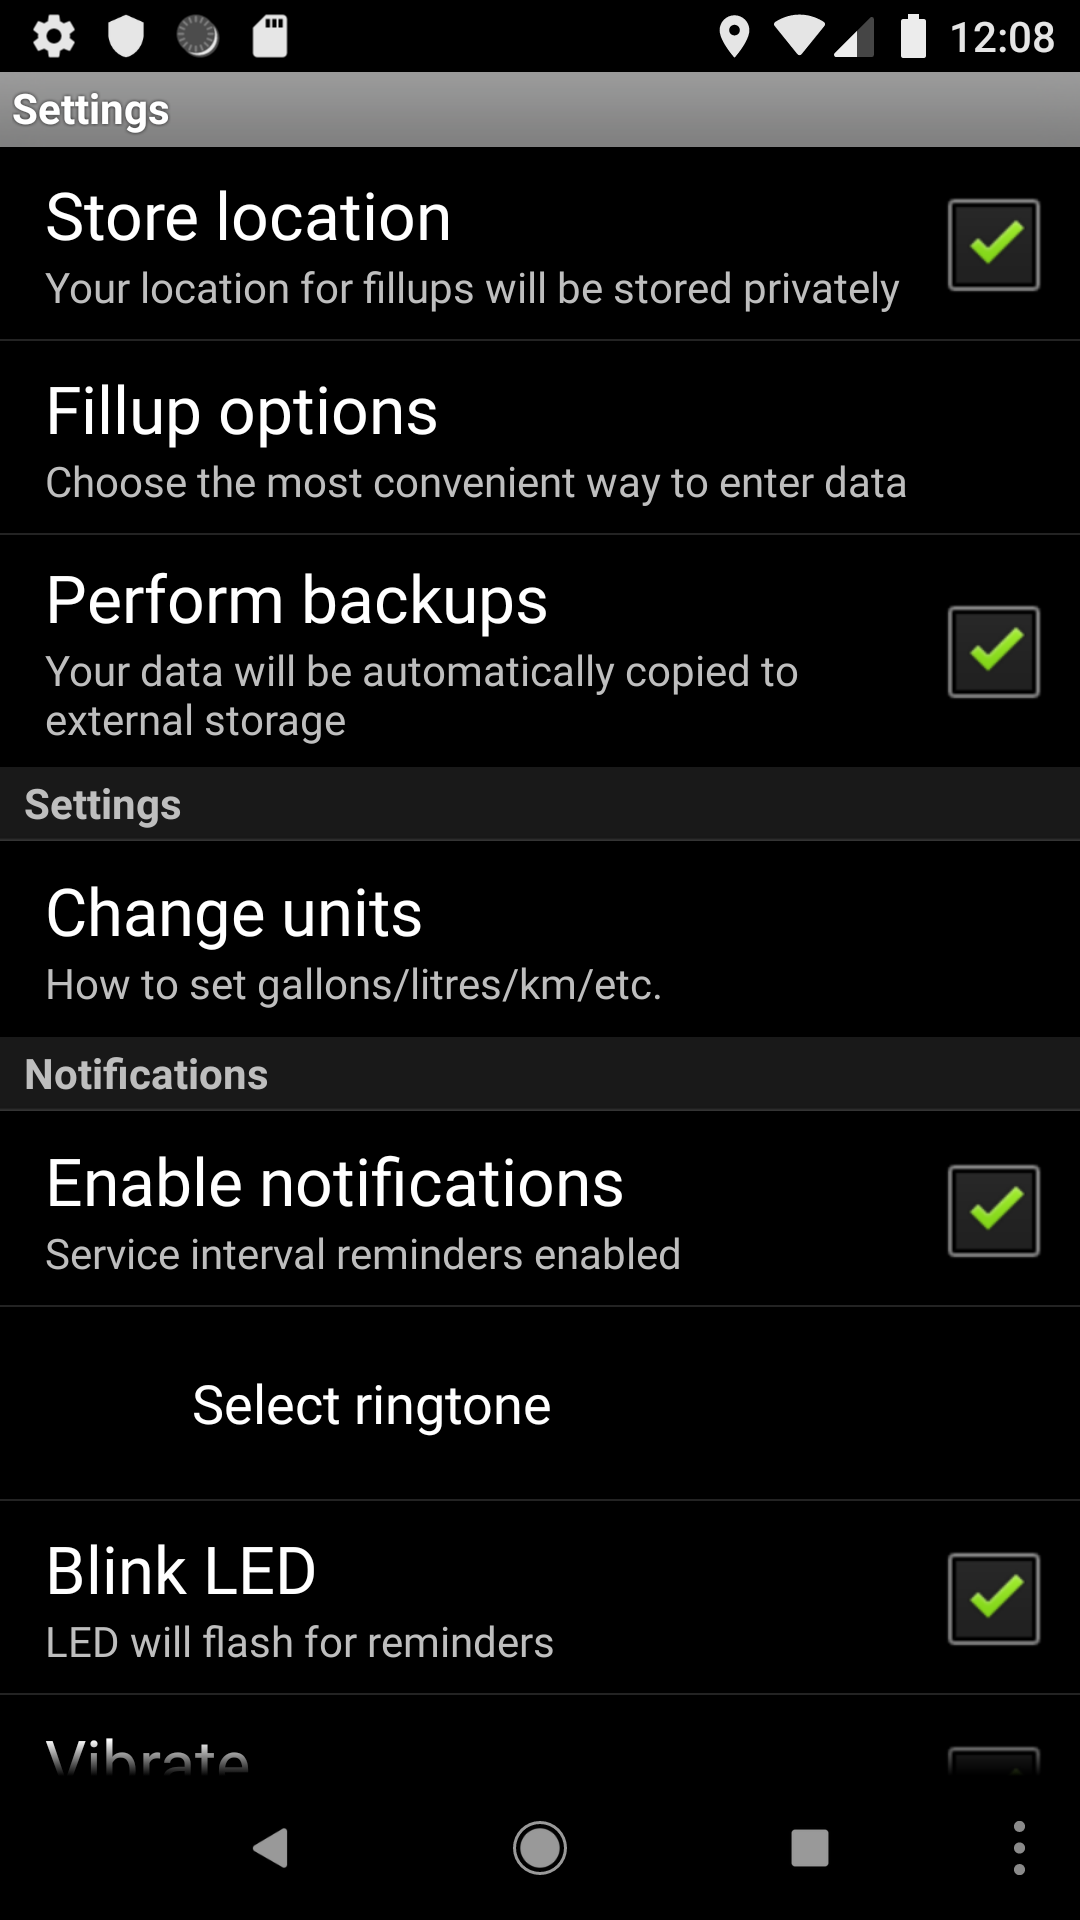 12:08
Settings
Store location
Your location for fillups will be stored privately
Fillup options
Choose the most convenient way to enter data
Perform backups
Your data will be automatically copied to
external storage
Settings
Change units
How to set gallons/litres/km/etc.
Notifications
Enable notifications
Service interval reminders enabled
Select ringtone
Blink LED
LED will flash for reminders
Vibrate